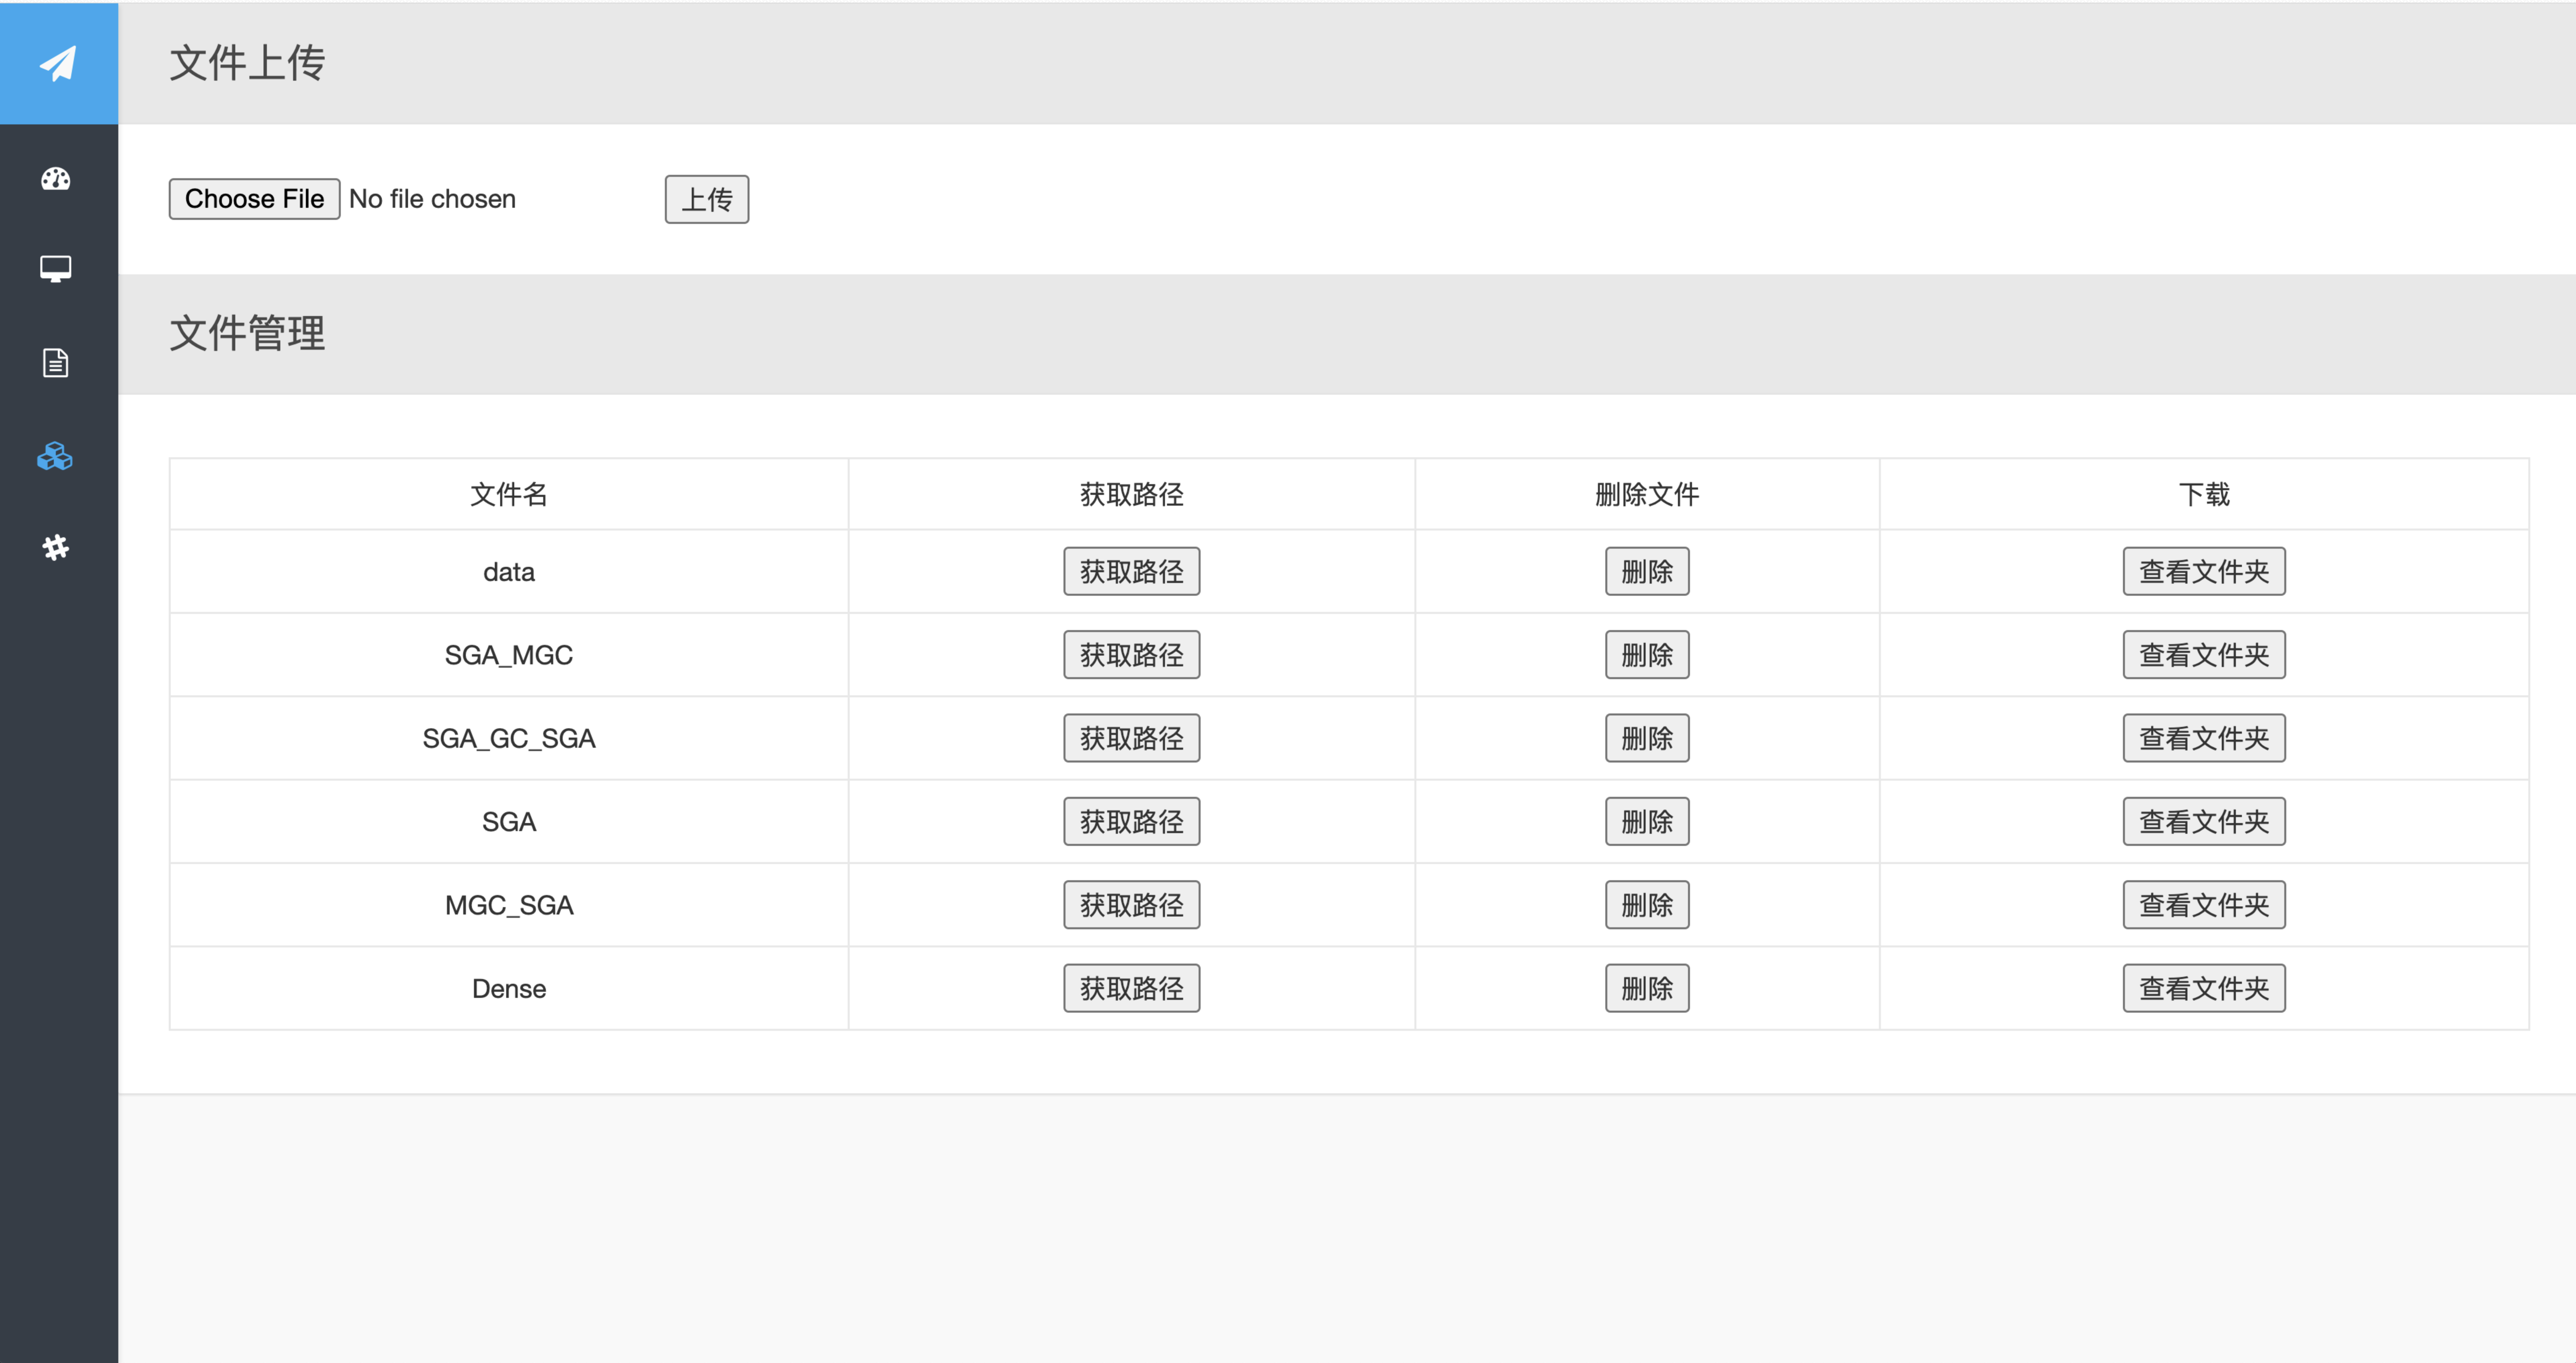 文件上传
Choose File No file chosen 上传
文件管理
文件名 获取路径 删除文件 下载
data 获取路径 删除 查看文件夹
SGA_MGC 获取路径 删除 查看文件夹
SGA_GC_SGA 获取路径 删除 查看文件夹
SGA 获取路径 删除 查看文件夹
MGC_SGA 获取路径 删除 查看文件夹
Dense 获取路径 删除 查看文件夹